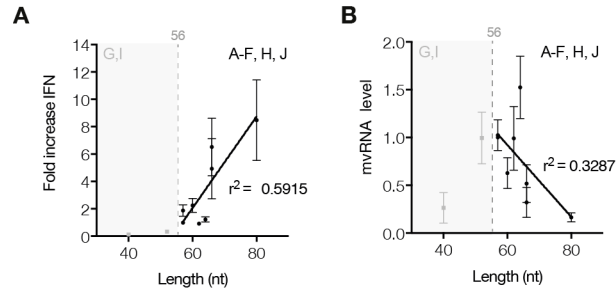 A
56
G,I
A-F, H, J
Fold increase IFN
14
12
10
8
6
4
2
0
r² = 0.5915
40
60
80
Length (nt)
B
56
G,I
A-F, H, J
mvRNA level
2.0
1.5
1.0
0.5
0.0
r² = 0.3287
40
60
80
Length (nt)